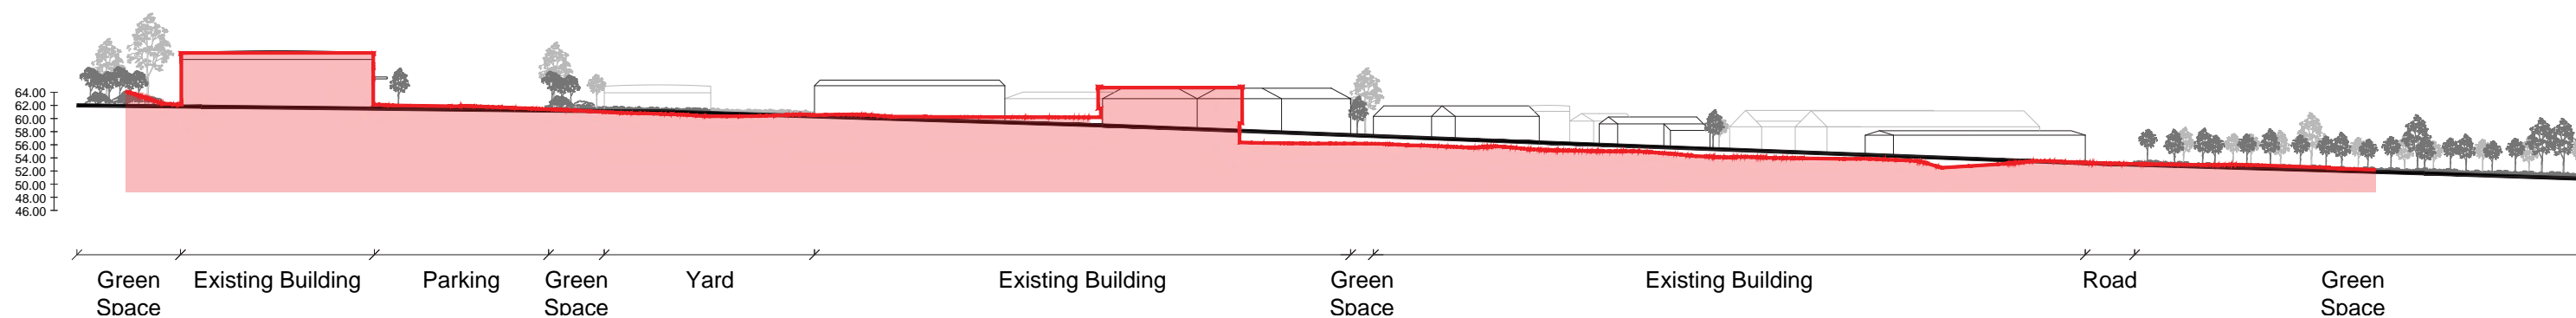 64.00
62.00
60.00
58.00
56.00
54.00
52.00
50.00
48.00
46.00
Green
Space
Existing Building
Parking
Green
Space
Yard
Existing Building
Green
Space
Existing Building
Road
Green
Space